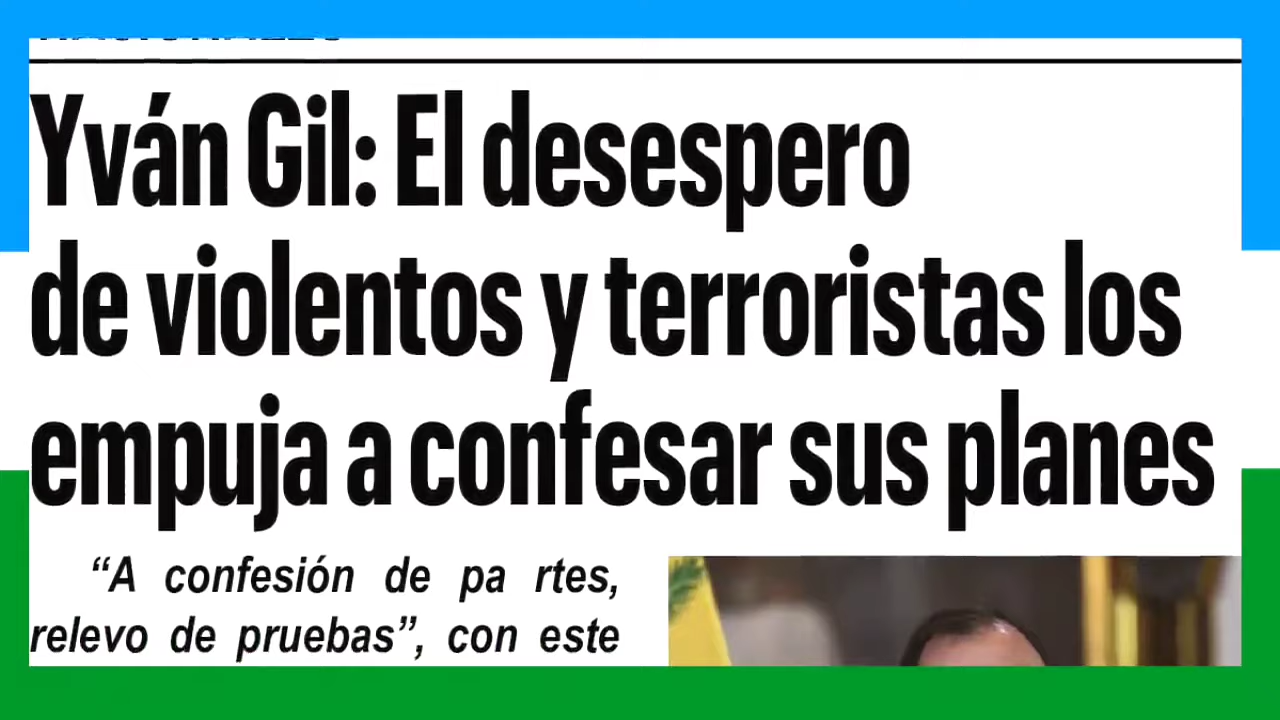 Yván Gil: El desespero
de violentos y terroristas los
empuja a confesar sus planes
“A confesión de pa rtes,
relevo de pruebas”, con este